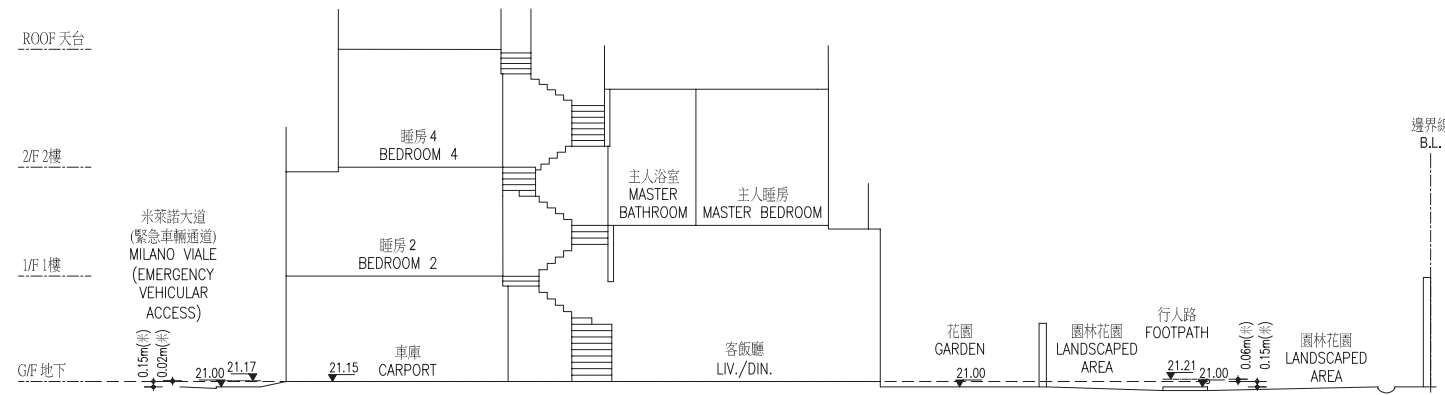 ROOF 天台
2/F 2樓
1/F 1樓
G/F 地下
米萊諾大道
(緊急車輛通道)
MILANO VIALE
(EMERGENCY
VEHICULAR
ACCESS)
0.15m(米)
0.02m(米)
21.00
21.17
睡房 4
BEDROOM 4
睡房 2
BEDROOM 2
21.15
車庫
CARPORT
主人浴室
MASTER
BATHROOM
主人睡房
MASTER BEDROOM
客飯廳
LIV./DIN.
花園
GARDEN
21.00
園林花園
LANDSCAPED
AREA
行人路
FOOTPATH
21.21
21.00
0.06m(米)
0.15m(米)
園林花園
LANDSCAPED
AREA
邊界線
B.L.